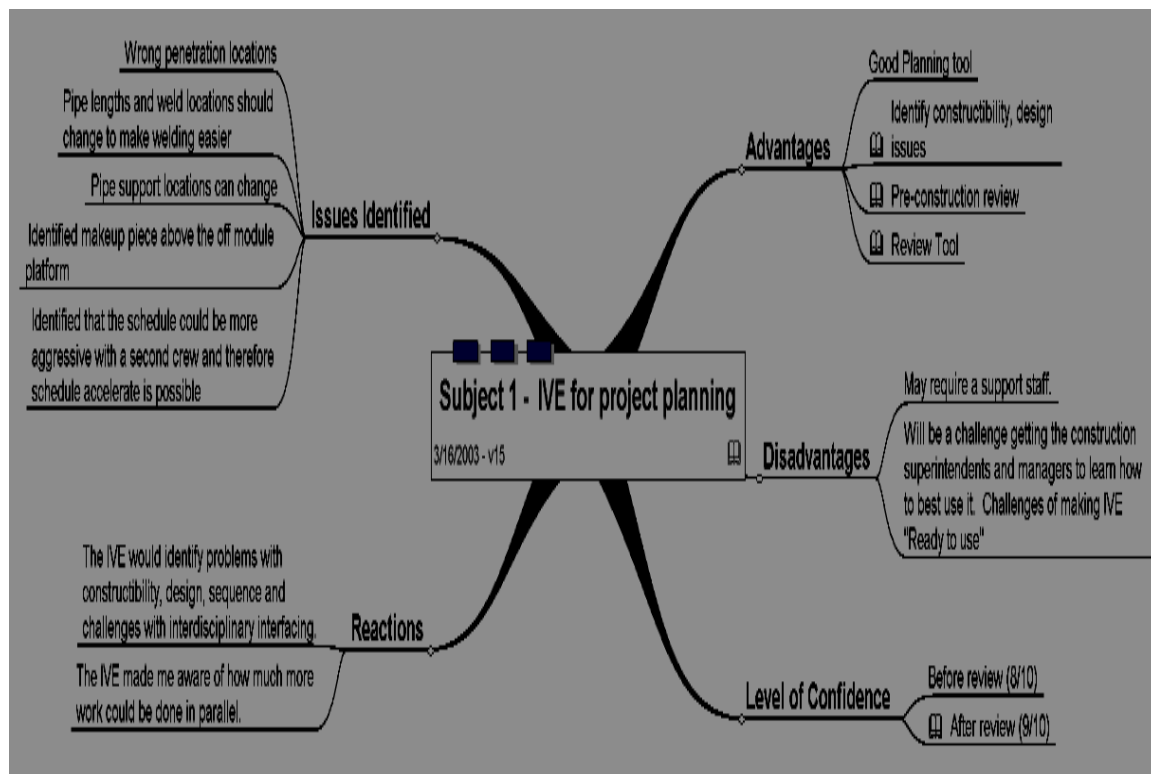 Subject 1 - IVE for project planning
3/16/2003 - v15
Advantages
Good Planning tool
Identify constructibility, design
issues
Pre-construction review
Review Tool
Disadvantages
May require a support staff.
Will be a challenge getting the construction
superintendents and managers to learn how
to best use it. Challenges of making IVE
"Ready to use"
Level of Confidence
Before review (8/10)
After review (9/10)
Reactions
The IVE would identify problems with
constructibility, design, sequence and
challenges with interdisciplinary interfacing.
The IVE made me aware of how much more
work could be done in parallel.
Issues Identified
Wrong penetration locations
Pipe lengths and weld locations should
change to make welding easier
Pipe support locations can change
Identified makeup piece above the off module
platform
Identified that the schedule could be more
aggressive with a second crew and therefore
schedule accelerate is possible